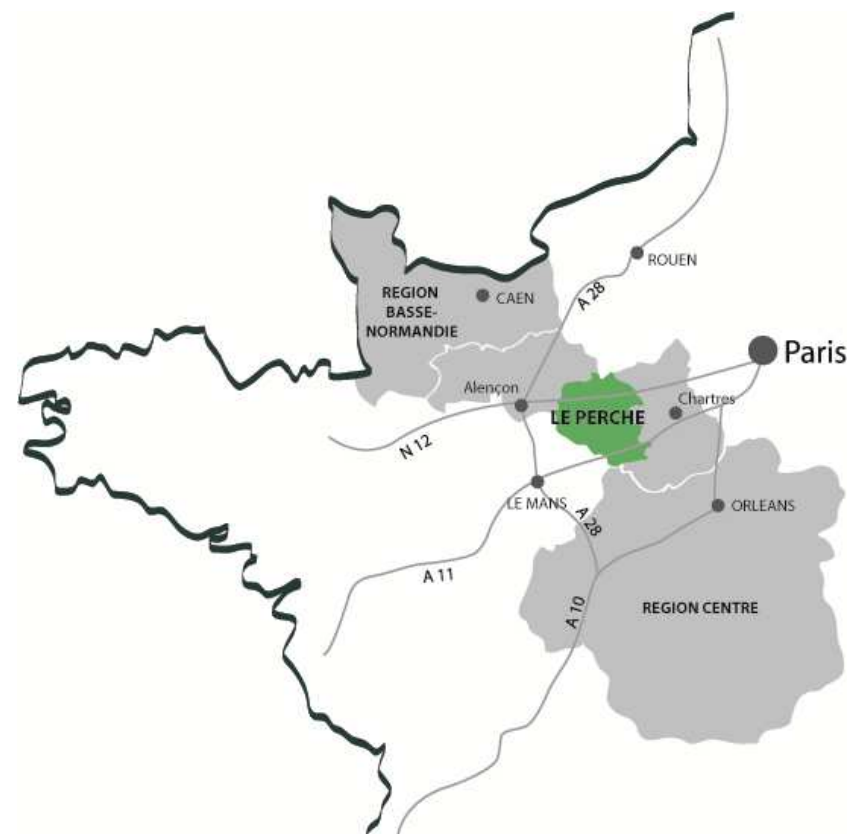 ROUEN
A 28
CAEN
REGION
BASSE-
NORMANDIE
Paris
Alençon
Chartres
LE PERCHE
N 12
LE MANS
A 28
ORLEANS
A 11
A 10
REGION CENTRE